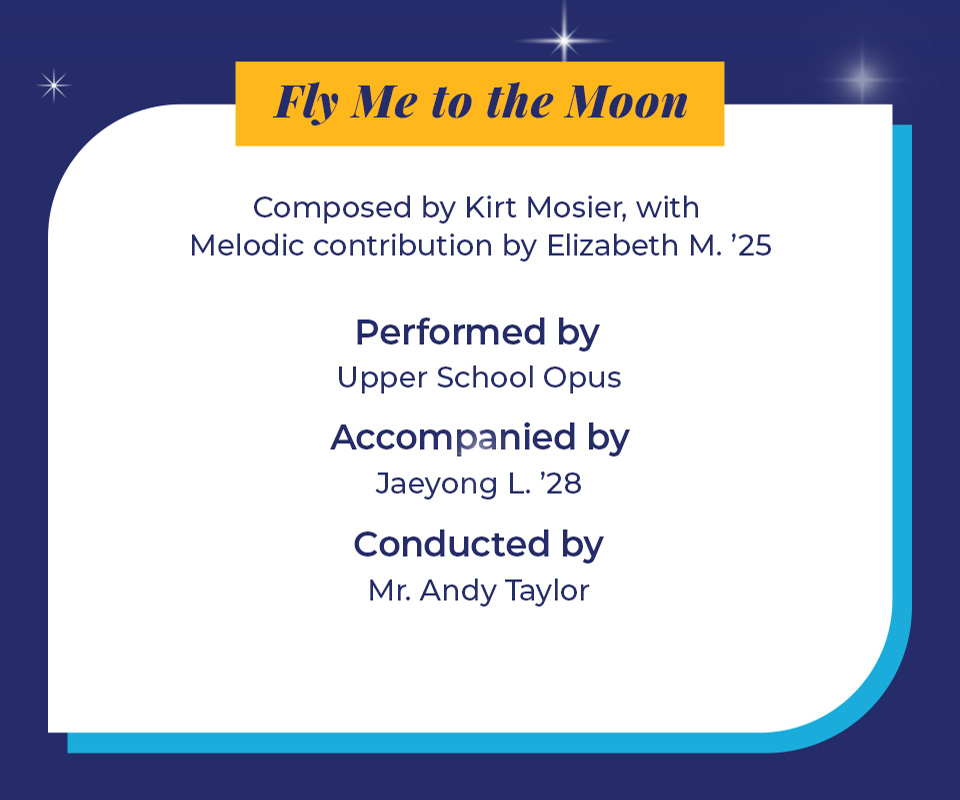 Fly Me to the Moon
Composed by Kirt Mosier, with
Melodic contribution by Elizabeth M. ’25
Performed by
Upper School Opus
Accompanied by
Jaeyong L. ’28
Conducted by
Mr. Andy Taylor